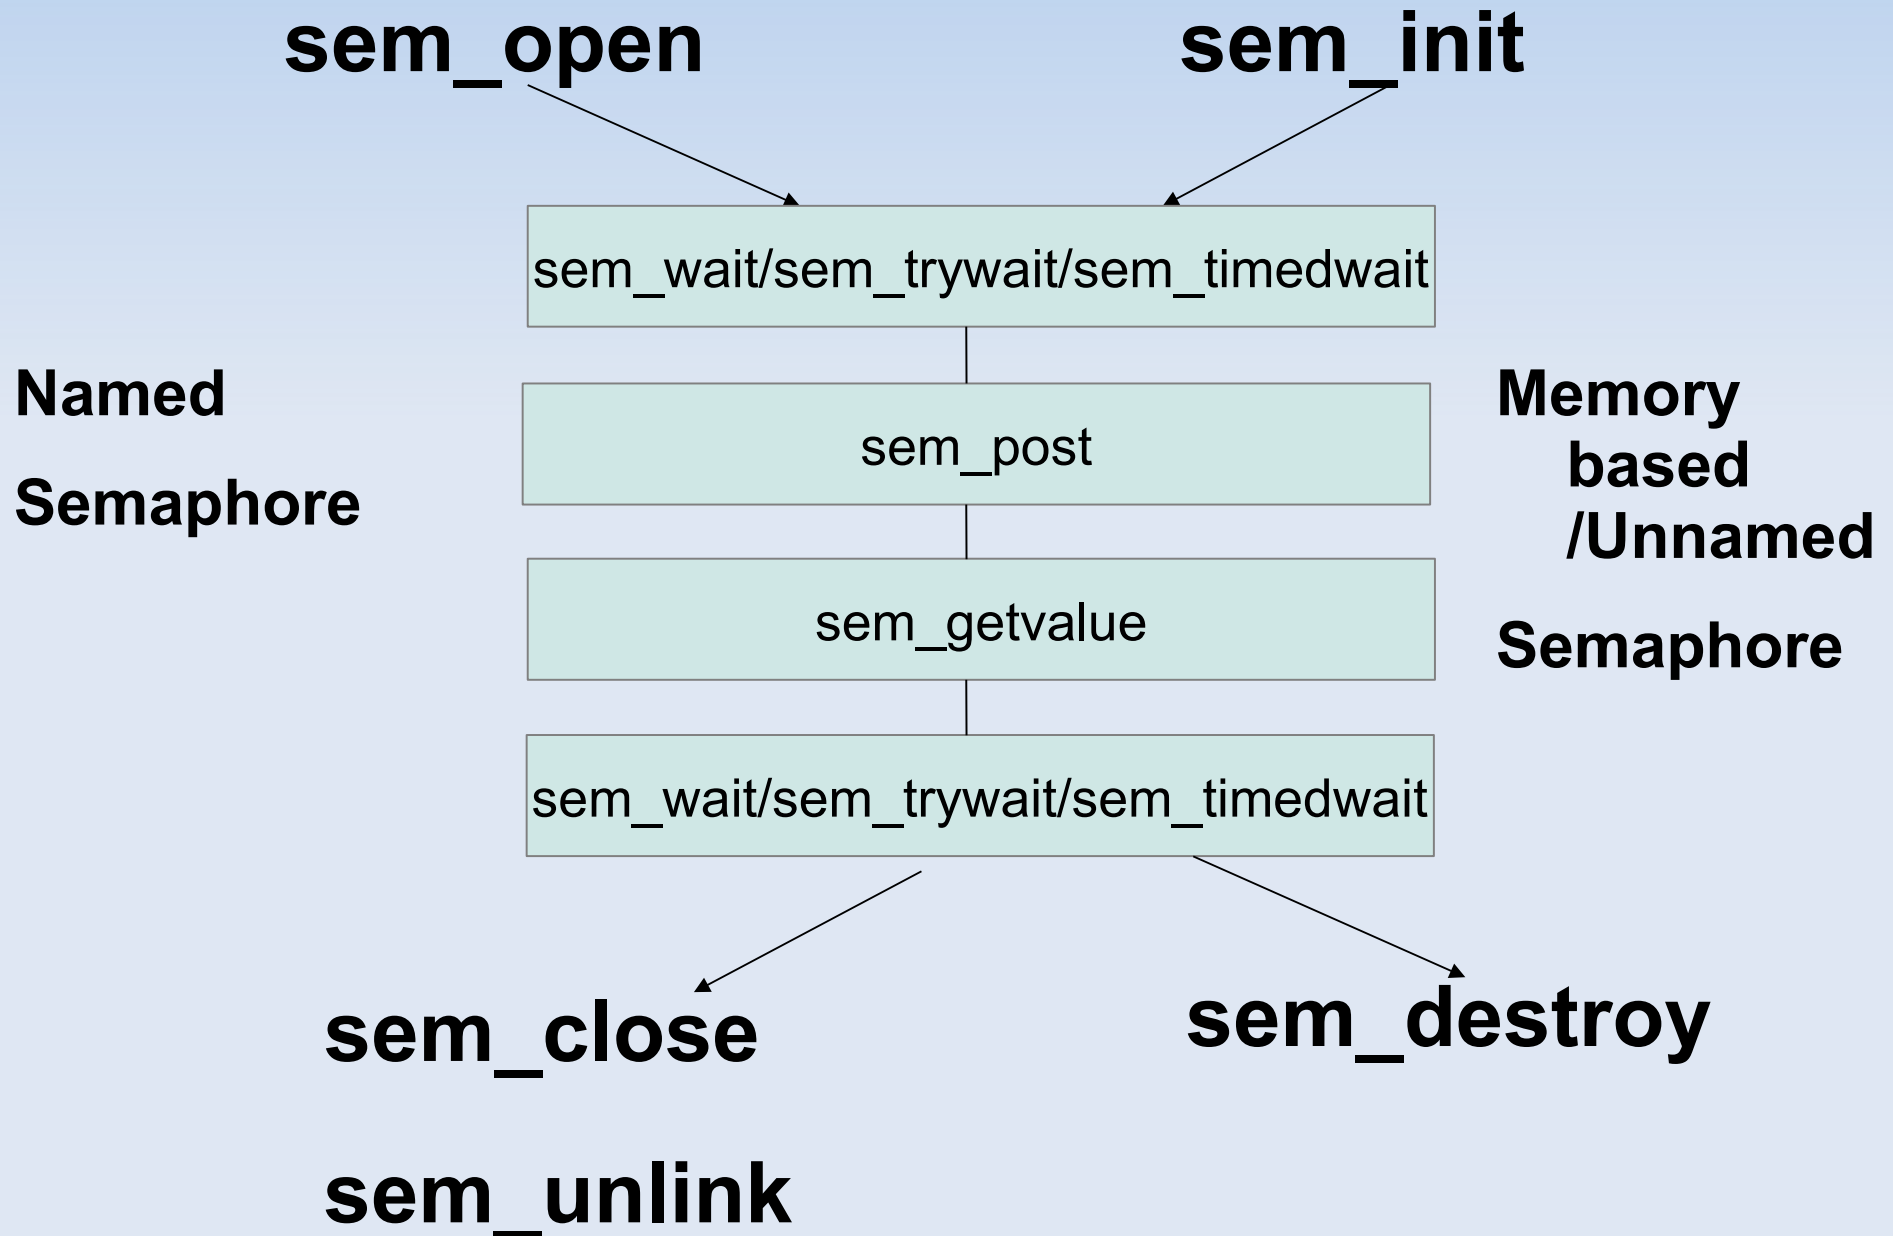 sem_open
sem_init
sem_wait/sem_trywait/sem_timedwait
Named
Semaphore
sem_post
Memory
based
/Unnamed
Semaphore
sem_getvalue
sem_wait/sem_trywait/sem_timedwait
sem_close
sem_unlink
sem_destroy